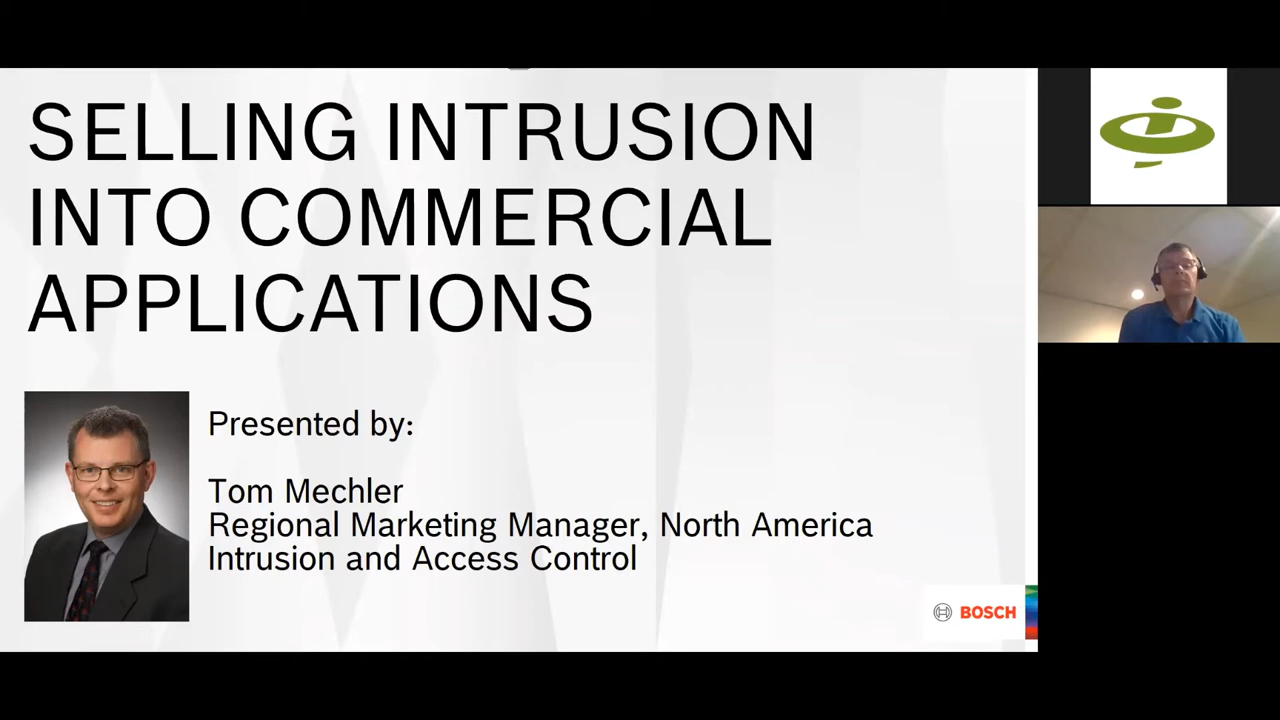 SELLING INTRUSION
INTO COMMERCIAL
APPLICATIONS
Presented by:
Tom Mechler
Regional Marketing Manager, North America
Intrusion and Access Control
BOSCH